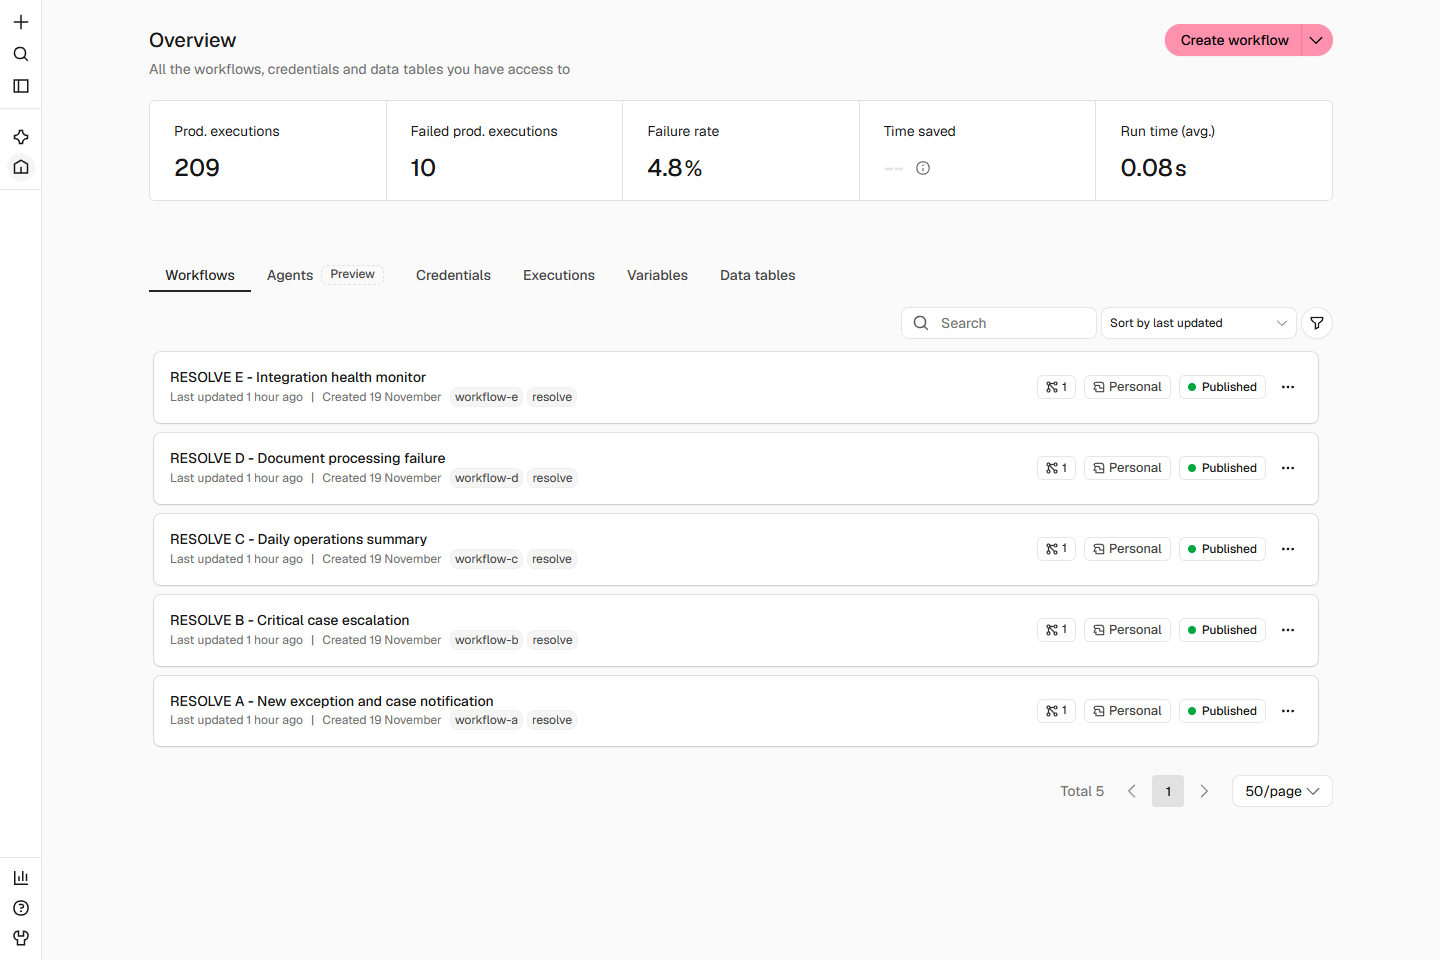 Overview
Create workflow
All the workflows, credentials and data tables you have access to
Prod. executions
209
Failed prod. executions
10
Failure rate
4.8%
Time saved
--
Run time (avg.)
0.08s
Workflows Agents Preview Credentials Executions Variables Data tables
Search Sort by last updated
RESOLVE E - Integration health monitor
Last updated 1 hour ago | Created 19 November workflow-e resolve
1 Personal Published
RESOLVE D - Document processing failure
Last updated 1 hour ago | Created 19 November workflow-d resolve
1 Personal Published
RESOLVE C - Daily operations summary
Last updated 1 hour ago | Created 19 November workflow-c resolve
1 Personal Published
RESOLVE B - Critical case escalation
Last updated 1 hour ago | Created 19 November workflow-b resolve
1 Personal Published
RESOLVE A - New exception and case notification
Last updated 1 hour ago | Created 19 November workflow-a resolve
1 Personal Published
Total 5 1 50/page